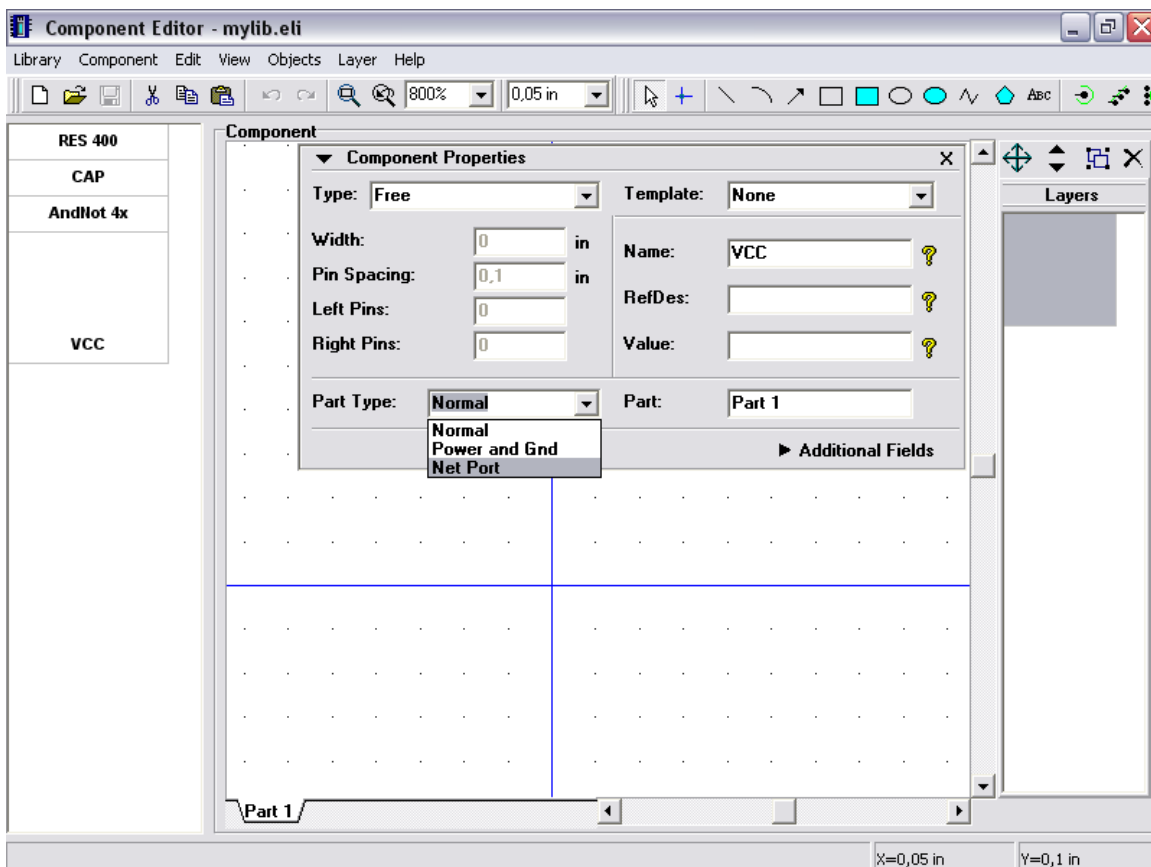 Component Editor - mylib.eli
Library Component Edit View Objects Layer Help
800% 0,05 in ABC
RES 400
CAP
AndNot 4x
VCC
Component
Component Properties X
Type: Free Template: None
Width: 0 in
Pin Spacing: 0,1 in
Left Pins: 0
Right Pins: 0
Name: VCC ?
RefDes: ?
Value: ?
Part Type: Normal Part: Part 1
Normal
Power and Gnd
Net Port
Additional Fields
Layers
Part 1
X=0,05 in Y=0,1 in